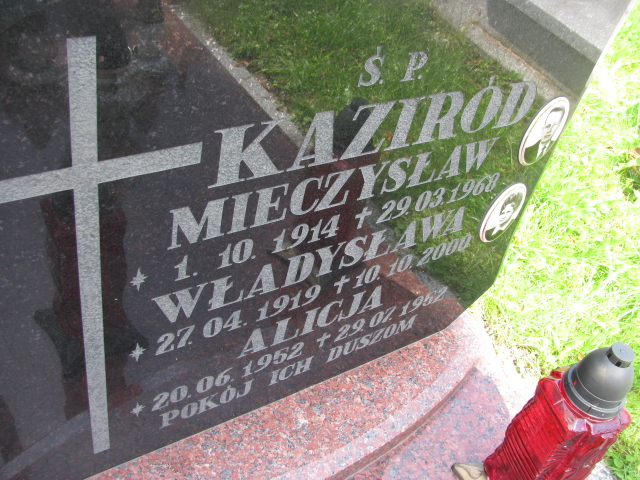 Ś. P.
KAZIRÓD
MIECZYSŁAW
* 1. 10. 1914 + 29.03.1968
WŁADYSŁAWA
* 27. 04. 1919 + 10. 10. 2000
ALICJA
* 20. 06. 1952 + 29. 07. 1952
POKÓJ ICH DUSZOM